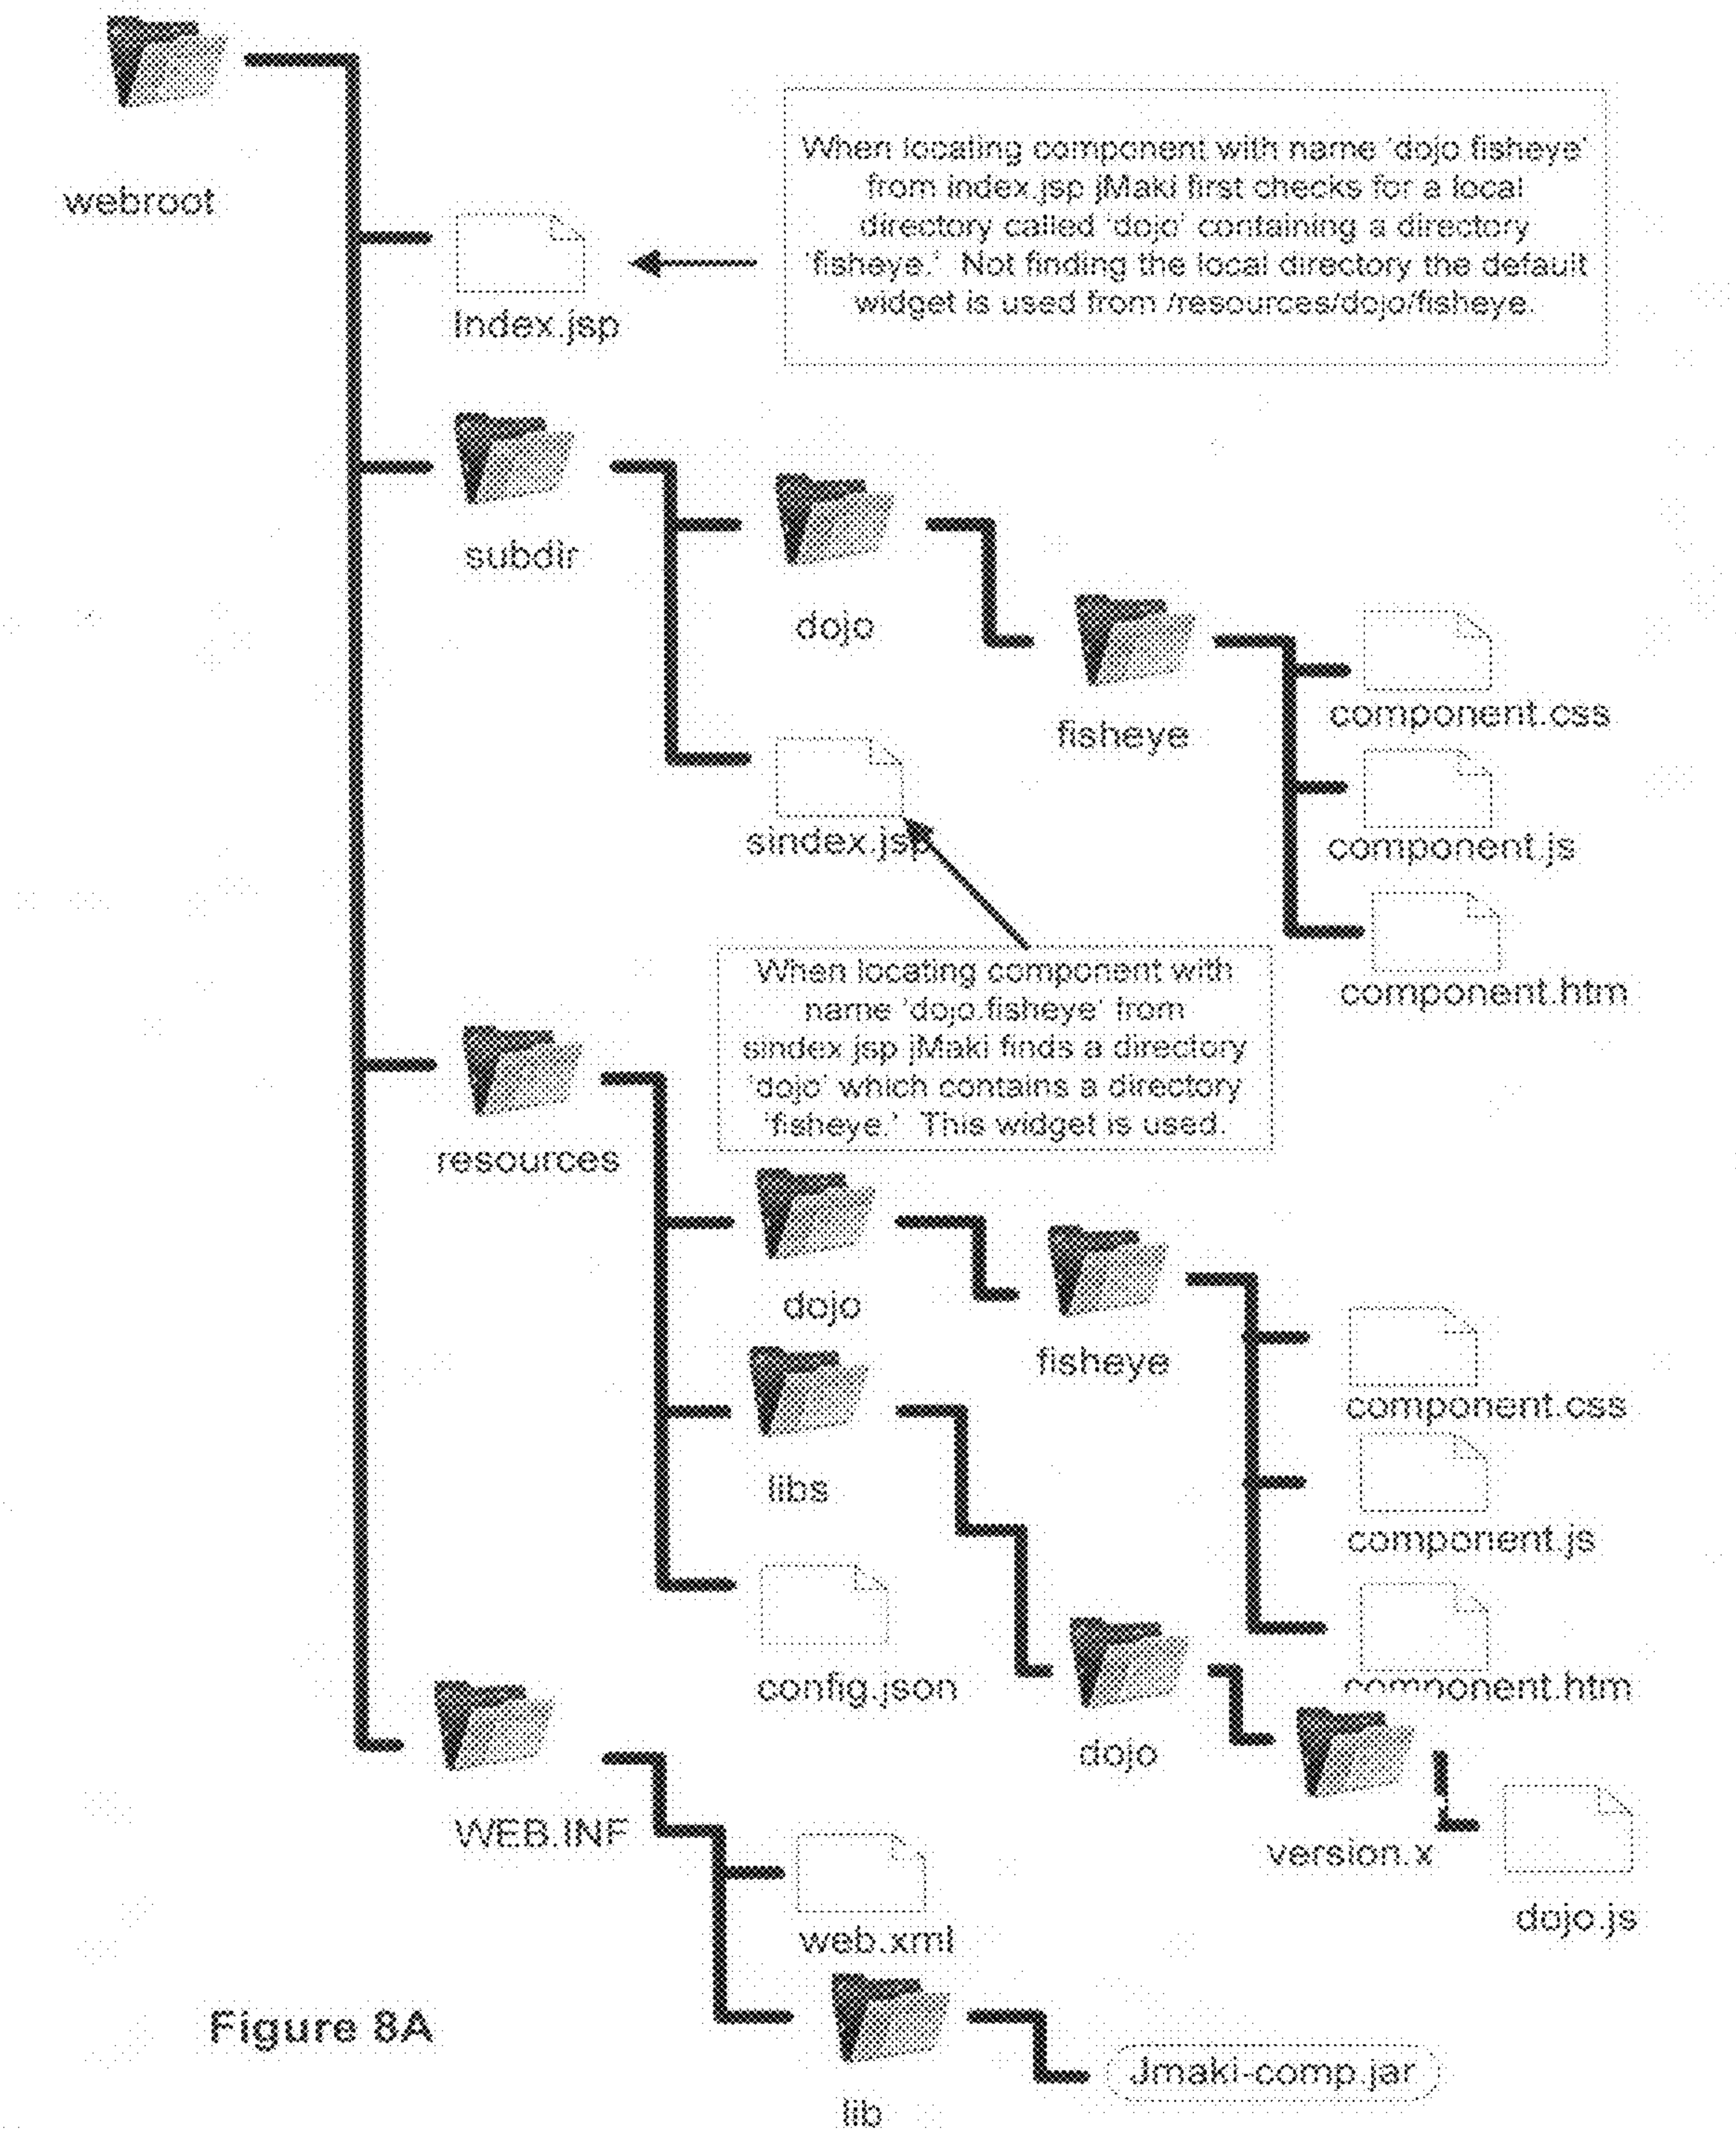 webroot
When locating component with name 'dojo.fisheye'
from index.jsp jMaki first checks for a local
directory called 'dojo' containing a directory
'fisheye.' Not finding the local directory the default
widget is used from /resources/dojo/fisheye.
Index.jsp
subdir
dojo
fisheye
component.css
component.js
component.htm
sindex.jsp
When locating component with
name 'dojo.fisheye' from
sindex.jsp jMaki finds a directory
'dojo' which contains a directory
'fisheye.' This widget is used.
resources
dojo
fisheye
component.css
component.js
component.htm
libs
config.json
dojo
version.x
dojo.js
WEB.INF
web.xml
lib
Jmaki-comp.jar
Figure 8A